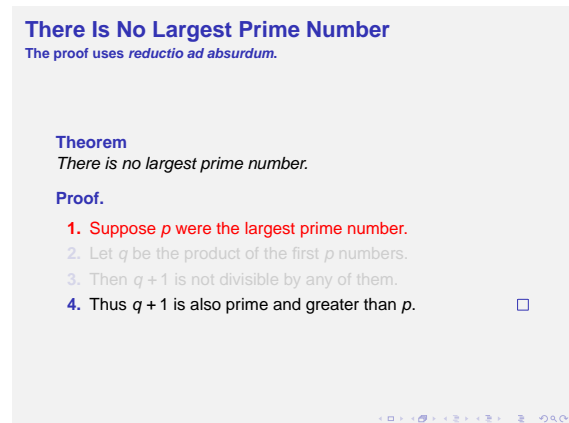 There Is No Largest Prime Number
The proof uses reductio ad absurdum.
Theorem
There is no largest prime number.
Proof.
1. Suppose p were the largest prime number.
2. Let q be the product of the first p numbers.
3. Then q + 1 is not divisible by any of them.
4. Thus q + 1 is also prime and greater than p.